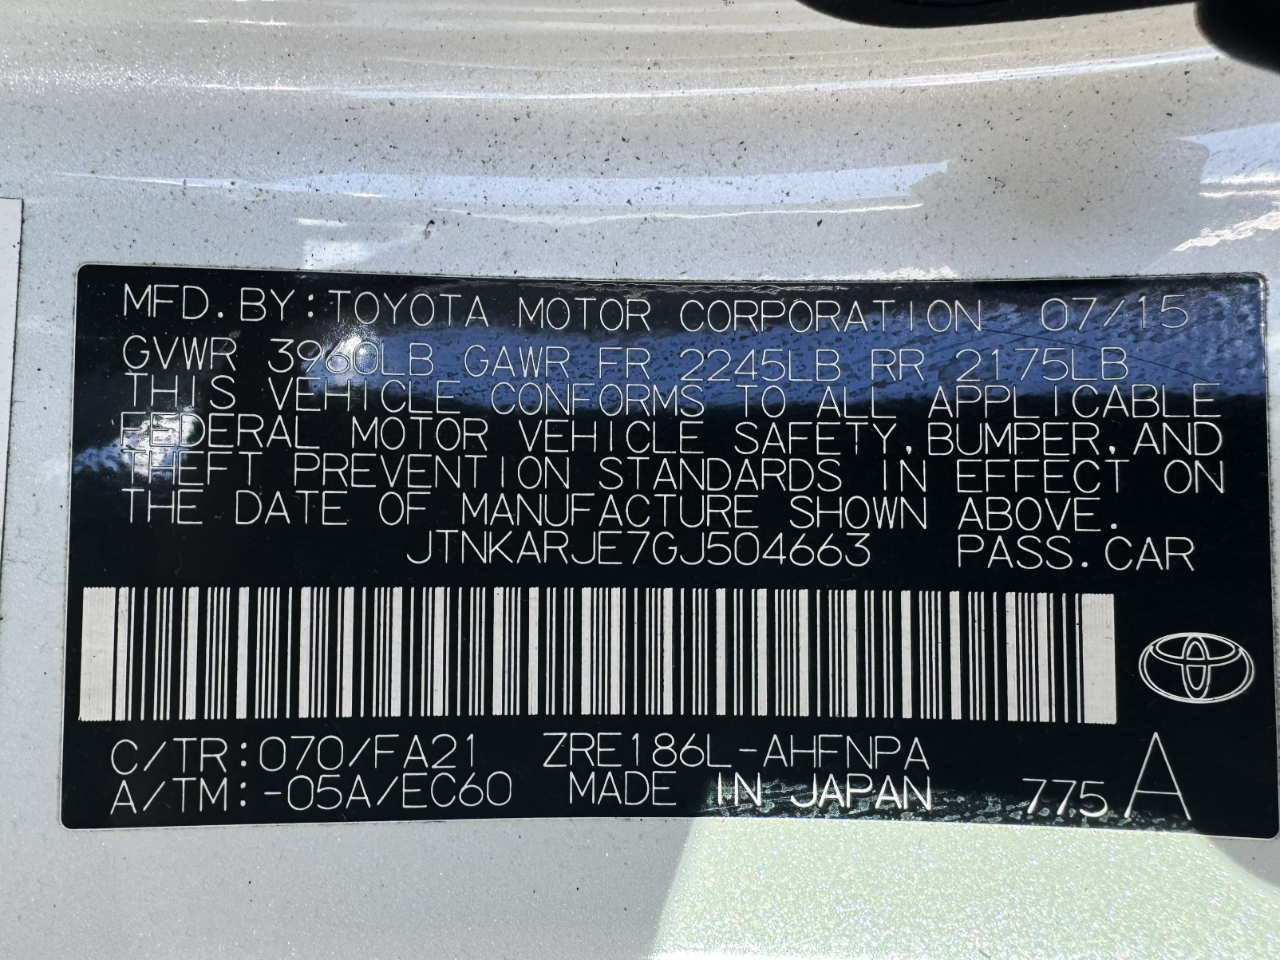 MFD. BY: TOYOTA MOTOR CORPORATION 07/15
GVWR 3960LB GAWR FR 2245LB RR 2175LB
THIS VEHICLE CONFORMS TO ALL APPLICABLE
FEDERAL MOTOR VEHICLE SAFETY, BUMPER, AND
THEFT PREVENTION STANDARDS IN EFFECT ON
THE DATE OF MANUFACTURE SHOWN ABOVE.
JTNKARJE7GJ504663 PASS. CAR
C/TR: 070/FA21 ZRE186L-AHFNPA
A/TM: -05A/EC60 MADE IN JAPAN 775 A